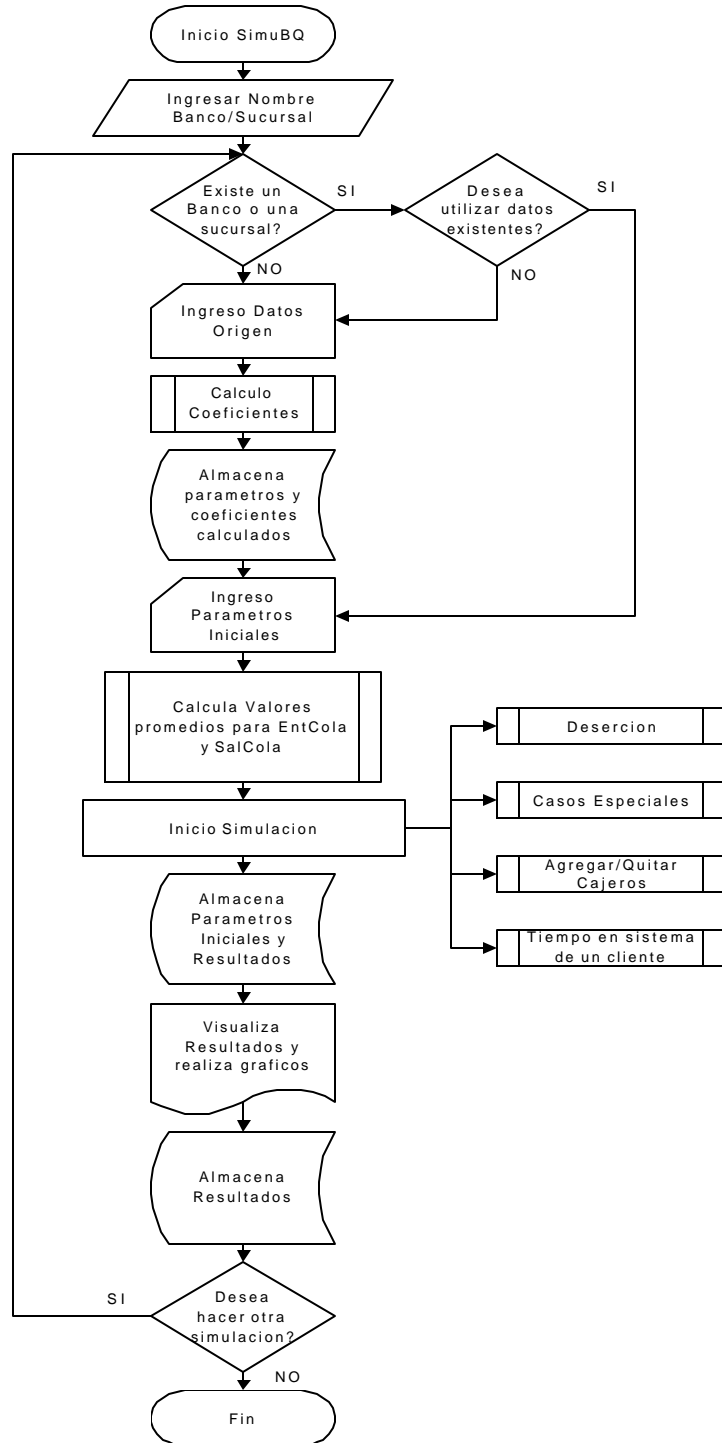 Inicio SimuBQ
Ingresar Nombre
Banco/Sucursal
Existe un
Banco o una
sucursal?
SI
Desea
utilizar datos
existentes?
SI
NO
NO
Ingreso Datos
Origen
Calculo
Coeficientes
Almacena
parametros y
coeficientes
calculados
Ingreso
Parametros
Iniciales
Calcula Valores
promedios para EntCola
y SalCola
Inicio Simulacion
Desercion
Casos Especiales
Agregar/Quitar
Cajeros
Tiempo en sistema
de un cliente
Almacena
Parametros
Iniciales y
Resultados
Visualiza
Resultados y
realiza graficos
Almacena
Resultados
Desea
hacer otra
simulacion?
SI
NO
Fin